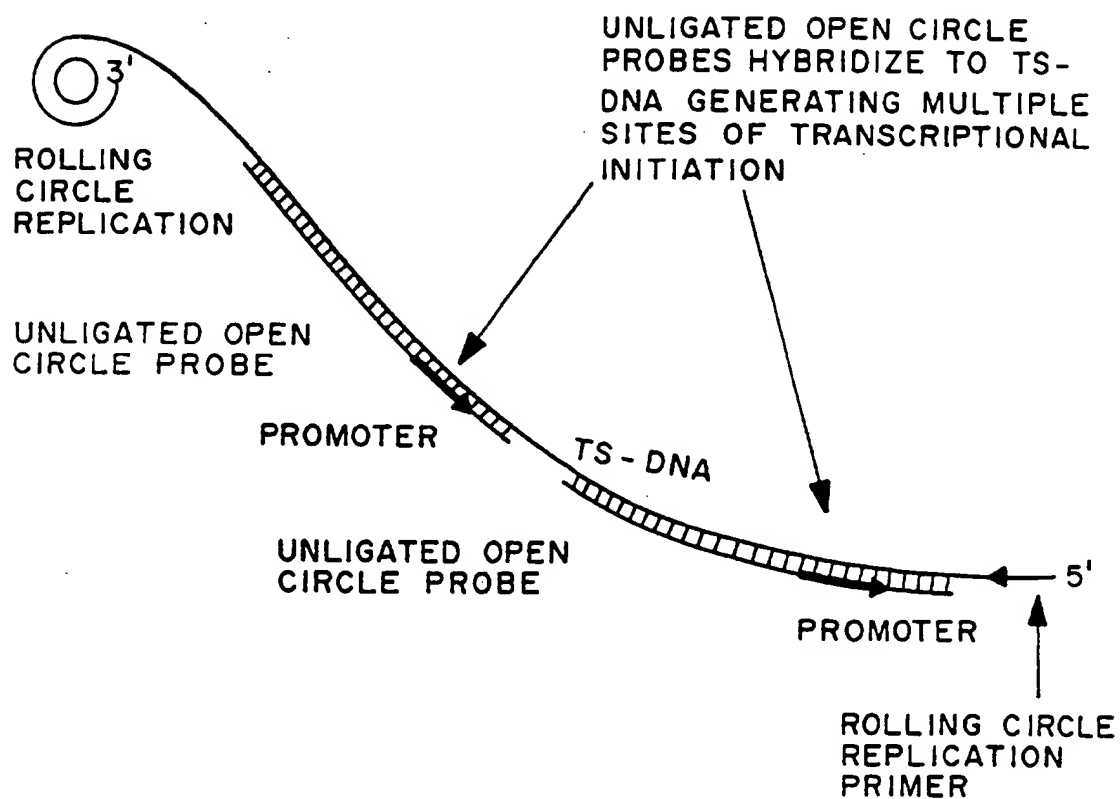 UNLIGATED OPEN CIRCLE
PROBES HYBRIDIZE TO TS-
DNA GENERATING MULTIPLE
SITES OF TRANSCRIPTIONAL
INITIATION
3'
ROLLING
CIRCLE
REPLICATION
UNLIGATED OPEN
CIRCLE PROBE
PROMOTER
TS-DNA
UNLIGATED OPEN
CIRCLE PROBE
5'
PROMOTER
ROLLING CIRCLE
REPLICATION
PRIMER